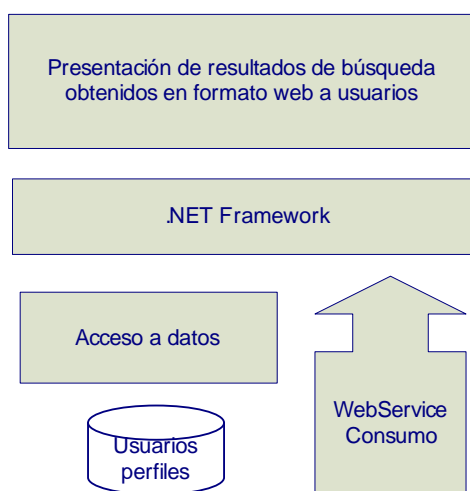 Presentación de resultados de búsqueda
obtenidos en formato web a usuarios
.NET Framework
Acceso a datos
Usuarios
perfiles
WebService
Consumo